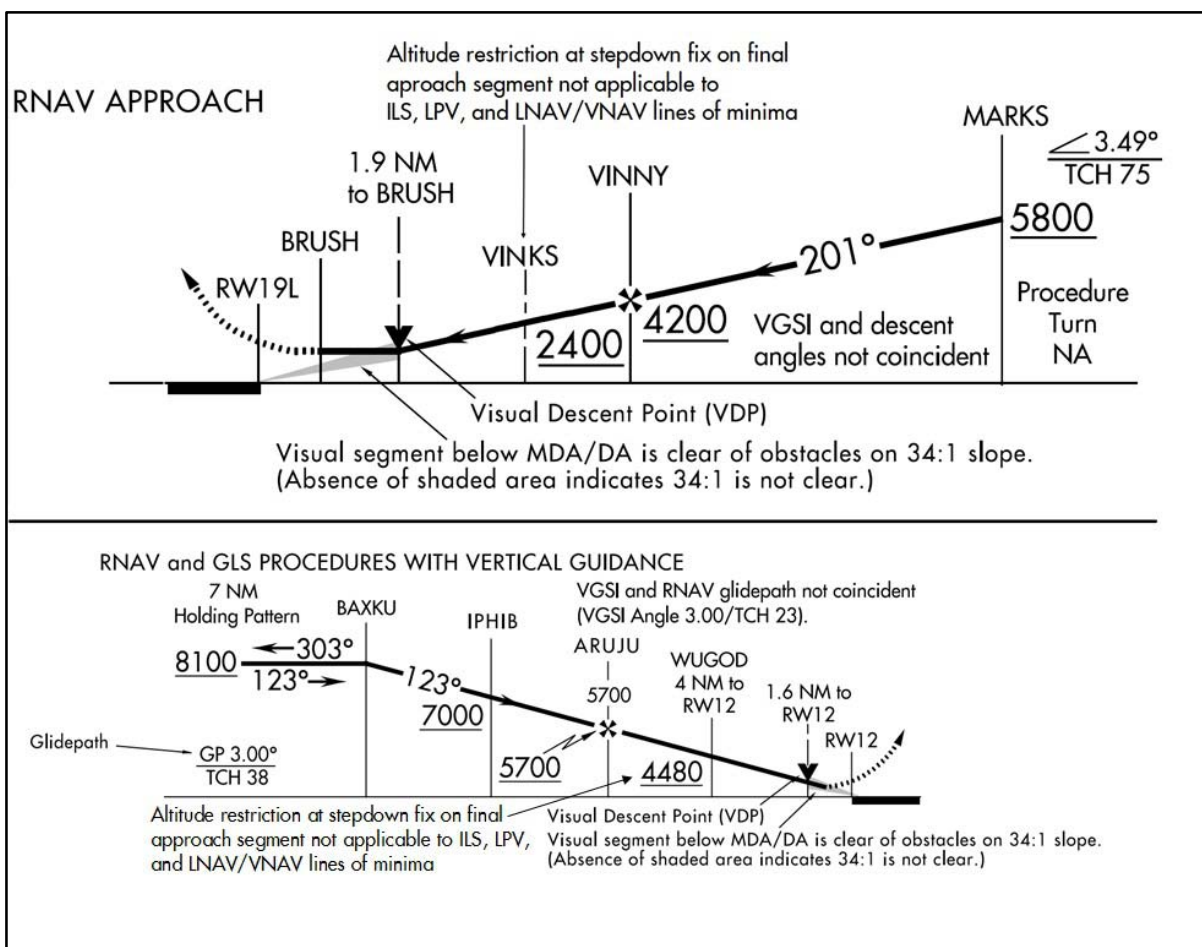 Altitude restriction at stepdown fix on final
aproach segment not applicable to
ILS, LPV, and LNAV/VNAV lines of minima
RNAV APPROACH
MARKS
3.49°
TCH 75
1.9 NM
to BRUSH
VINNY
BRUSH
VINKS
5800
201°
RW19L
Procedure
Turn
NA
4200
2400
VGSI and descent
angles not coincident
Visual Descent Point (VDP)
Visual segment below MDA/DA is clear of obstacles on 34:1 slope.
(Absence of shaded area indicates 34:1 is not clear.)
RNAV and GLS PROCEDURES WITH VERTICAL GUIDANCE
7 NM
Holding Pattern
BAXKU
IPHIB
VGSI and RNAV glidepath not coincident
(VGSI Angle 3.00/TCH 23).
ARUJU
5700
WUGOD
4 NM to
RW12
1.6 NM to
RW12
RW12
8100
303°
123°
123°
7000
5700
4480
Glidepath
GP 3.00°
TCH 38
Altitude restriction at stepdown fix on final
approach segment not applicable to ILS, LPV,
and LNAV/VNAV lines of minima
Visual Descent Point (VDP)
Visual segment below MDA/DA is clear of obstacles on 34:1 slope.
(Absence of shaded area indicates 34:1 is not clear.)